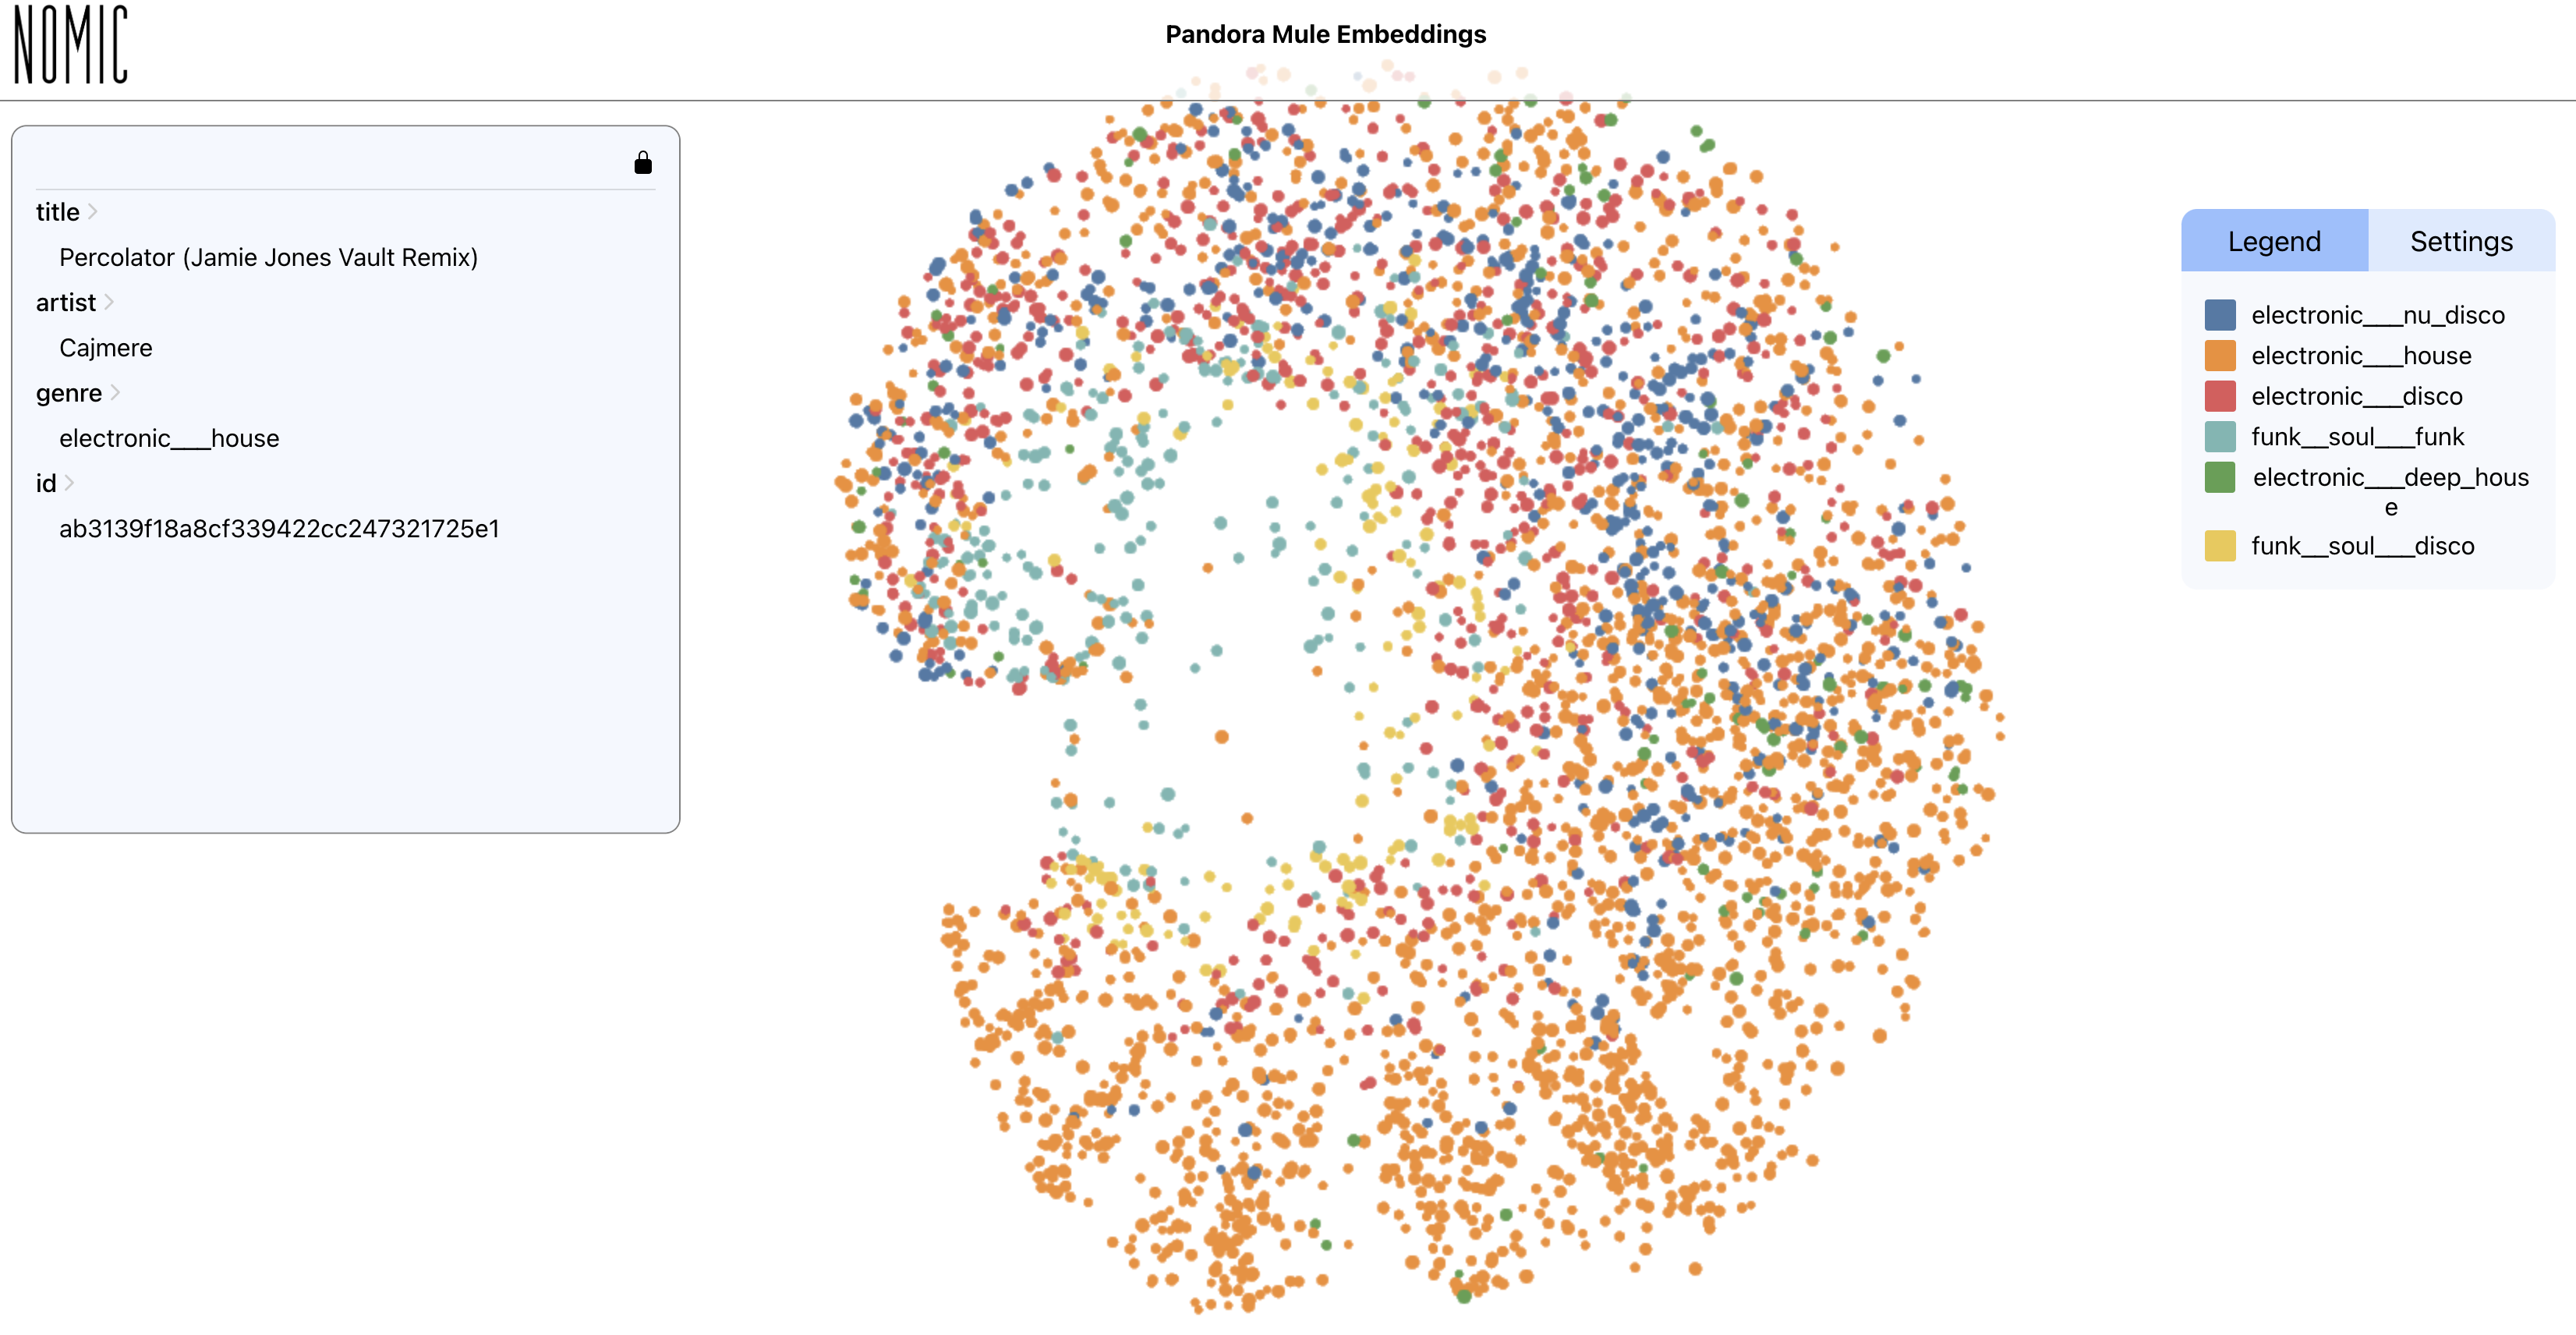 NOMIC
Pandora Mule Embeddings
title
Percolator (Jamie Jones Vault Remix)
artist
Cajmere
genre
electronic___house
id
ab3139f18a8cf339422cc247321725e1
Legend
Settings
electronic___nu_disco
electronic___house
electronic___disco
funk__soul___funk
electronic___deep_hous
e
funk__soul___disco